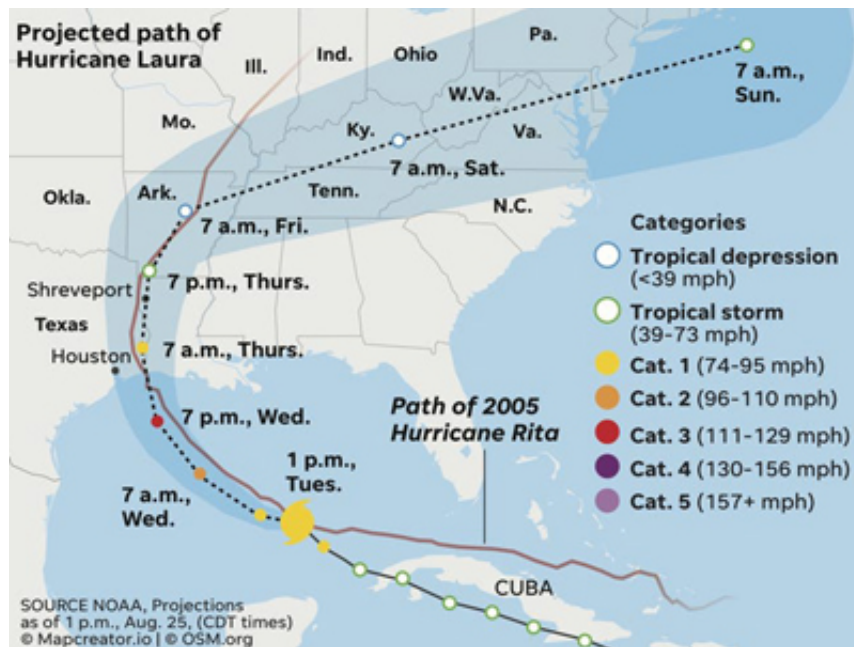 Projected path of
Hurricane Laura
Ill.
Ind.
Ohio
Pa.
7 a.m.,
Sun.
W.Va.
Mo.
Ky.
Va.
7 a.m., Sat.
Okla.
Ark.
Tenn.
N.C.
7 a.m., Fri.
Categories
Tropical depression
(<39 mph)
Tropical storm
(39-73 mph)
Cat. 1 (74-95 mph)
Cat. 2 (96-110 mph)
Cat. 3 (111-129 mph)
Cat. 4 (130-156 mph)
Cat. 5 (157+ mph)
7 p.m., Thurs.
Shreveport
Texas
7 a.m., Thurs.
Houston
Path of 2005
Hurricane Rita
7 p.m., Wed.
1 p.m.,
Tues.
7 a.m.,
Wed.
CUBA
SOURCE NOAA, Projections
as of 1 p.m., Aug. 25, (CDT times)
© Mapcreator.io | © OSM.org